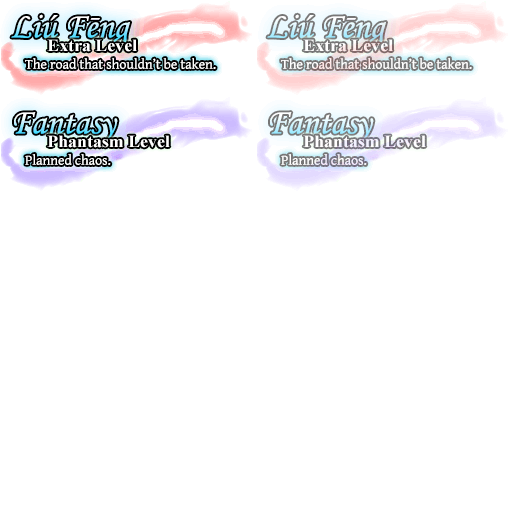 Liú Fēng
Extra Level
The road that shouldn't be taken.
Liú Fēng
Extra Level
The road that shouldn't be taken.
Fantasy
Phantasm Level
Planned chaos.
Fantasy
Phantasm Level
Planned chaos.